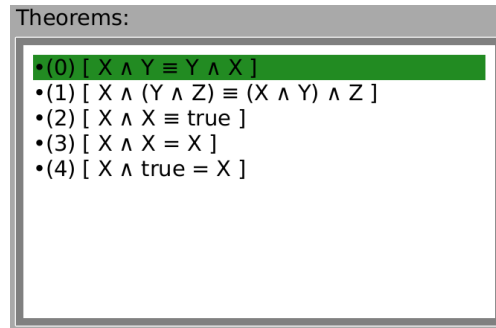 Theorems:
•(0) [ X ∧ Y ≡ Y ∧ X ]
•(1) [ X ∧ (Y ∧ Z) ≡ (X ∧ Y) ∧ Z ]
•(2) [ X ∧ X ≡ true ]
•(3) [ X ∧ X = X ]
•(4) [ X ∧ true = X ]